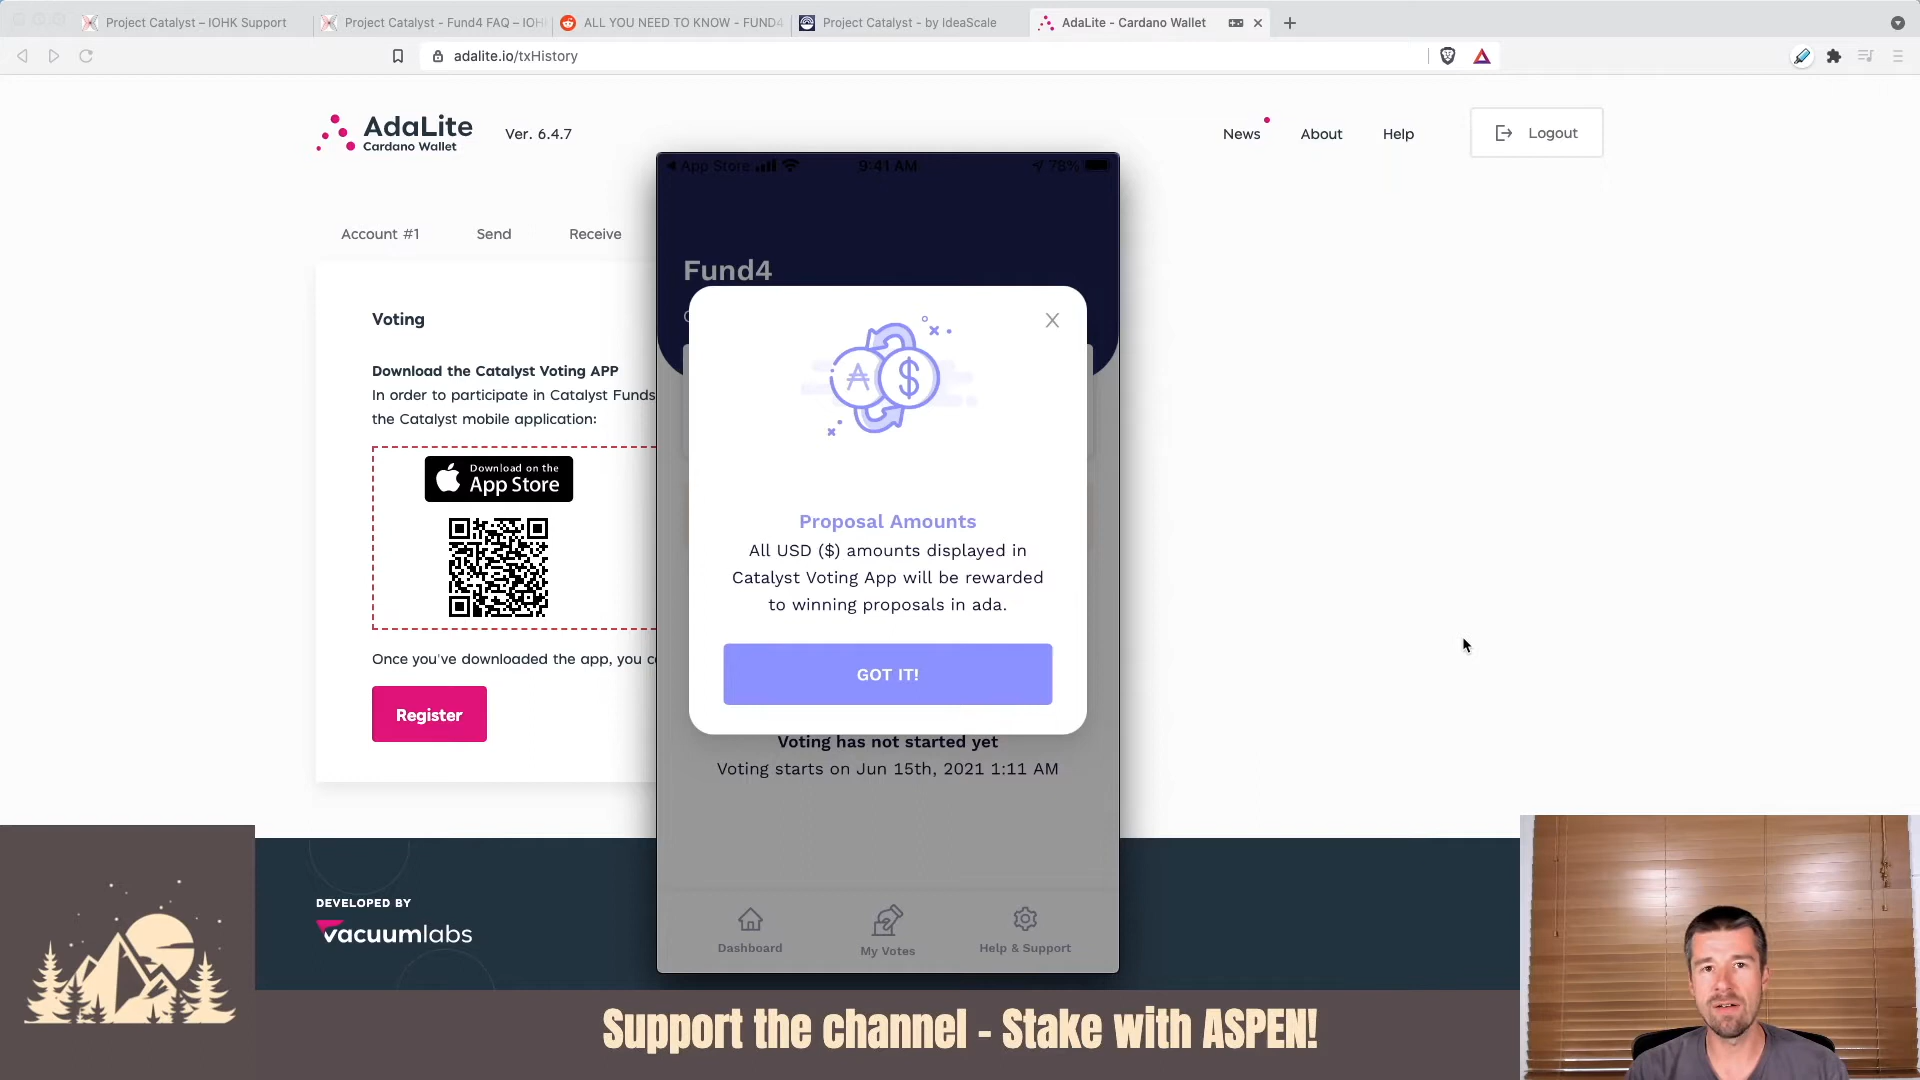 Project Catalyst – IOHK Support
Project Catalyst - Fund4 FAQ – IOH
ALL YOU NEED TO KNOW - FUND4
Project Catalyst - by IdeaScale
AdaLite - Cardano Wallet
adalite.io/txHistory
AdaLite
Cardano Wallet
Ver. 6.4.7
News
About
Help
Logout
Account #1
Send
Receive
Voting
Download the Catalyst Voting APP
In order to participate in Catalyst Funds
the Catalyst mobile application:
Download on the
App Store
Once you've downloaded the app, you c
Register
App Store
9:41 AM
78%
Fund4
Proposal Amounts
All USD ($) amounts displayed in
Catalyst Voting App will be rewarded
to winning proposals in ada.
GOT IT!
Voting has not started yet
Voting starts on Jun 15th, 2021 1:11 AM
Dashboard
My Votes
Help & Support
DEVELOPED BY
vacuumlabs
Support the channel - Stake with ASPEN!